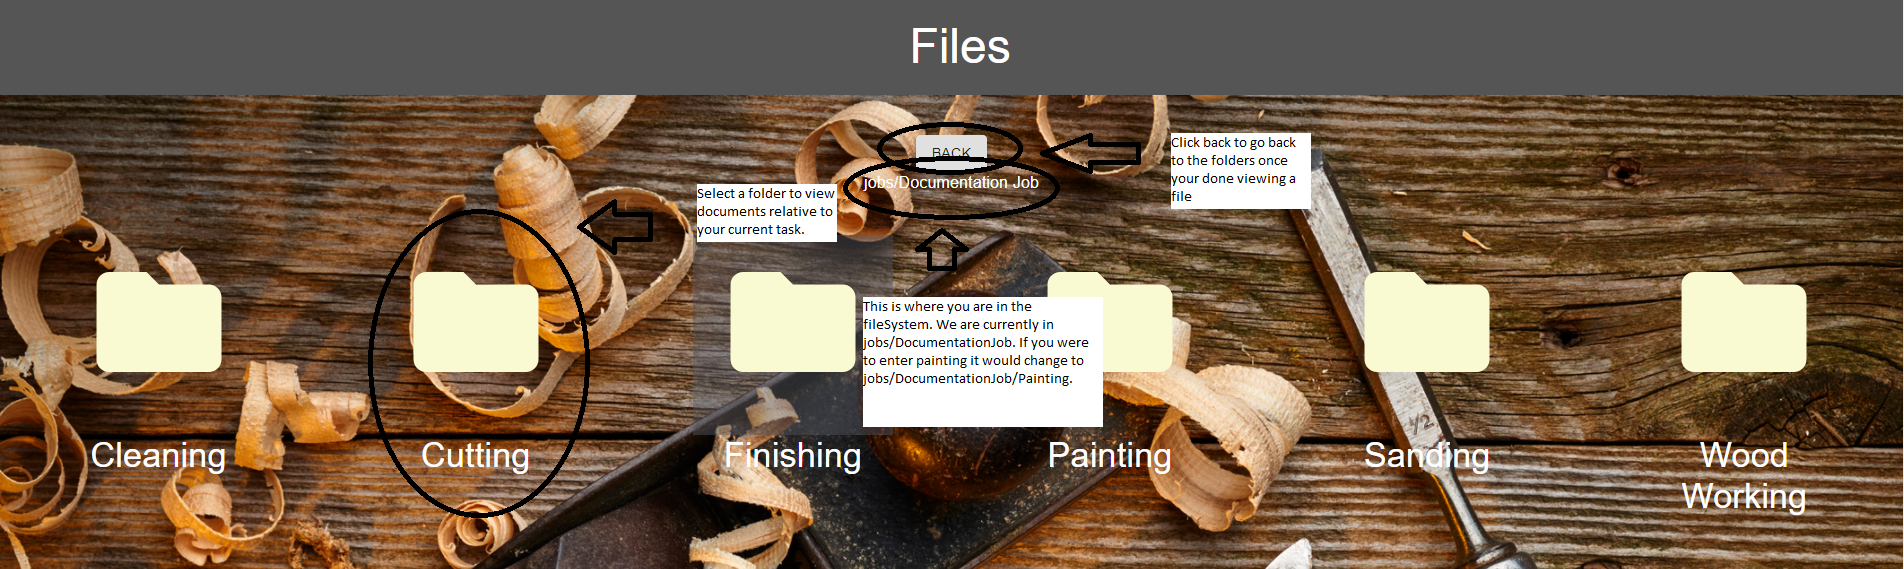 Files
BACK
jobs/Documentation Job
Click back to go back
to the folders once
your done viewing a
file
Select a folder to view
documents relative to
your current task.
This is where you are in the
fileSystem. We are currently in
jobs/DocumentationJob. If you were
to enter painting it would change to
jobs/DocumentationJob/Painting.
Cleaning
Cutting
Finishing
Painting
Sanding
Wood
Working
1/2